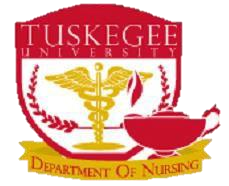 TUSKEGEE
UNIVERSITY
DEPARTMENT OF NURSING